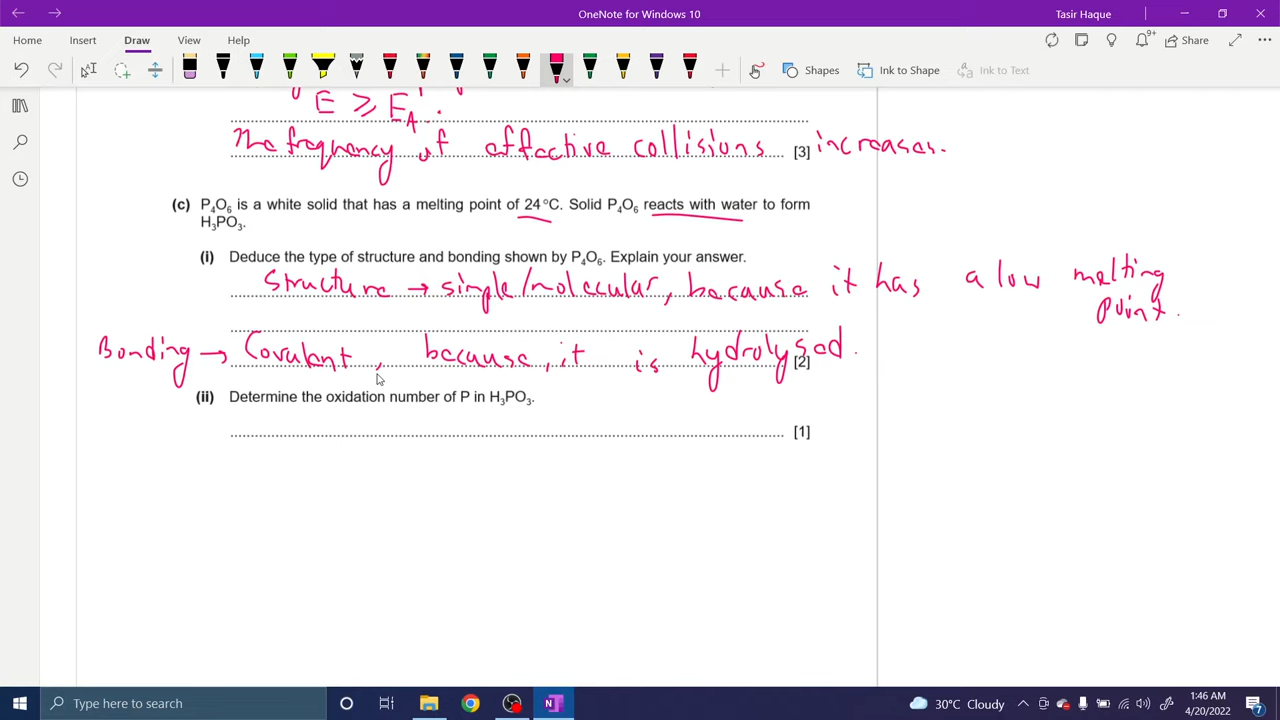 OneNote for Windows 10
Tasir Haque
Home Insert Draw View Help
9+ Share
Shapes Ink to Shape Ink to Text
E ⩾ E_A.
The frequency of effective collisions [3] increases.
(c) P₄O₆ is a white solid that has a melting point of 24 °C. Solid P₄O₆ reacts with water to form
H₃PO₃.
(i) Deduce the type of structure and bonding shown by P₄O₆. Explain your answer.
Structure → simple/molecular, because it has a low melting
point.
Bonding → Covalent, because, it is hydrolysed. [2]
(ii) Determine the oxidation number of P in H₃PO₃.
[1]
Type here to search
30°C Cloudy
1:46 AM
4/20/2022
7